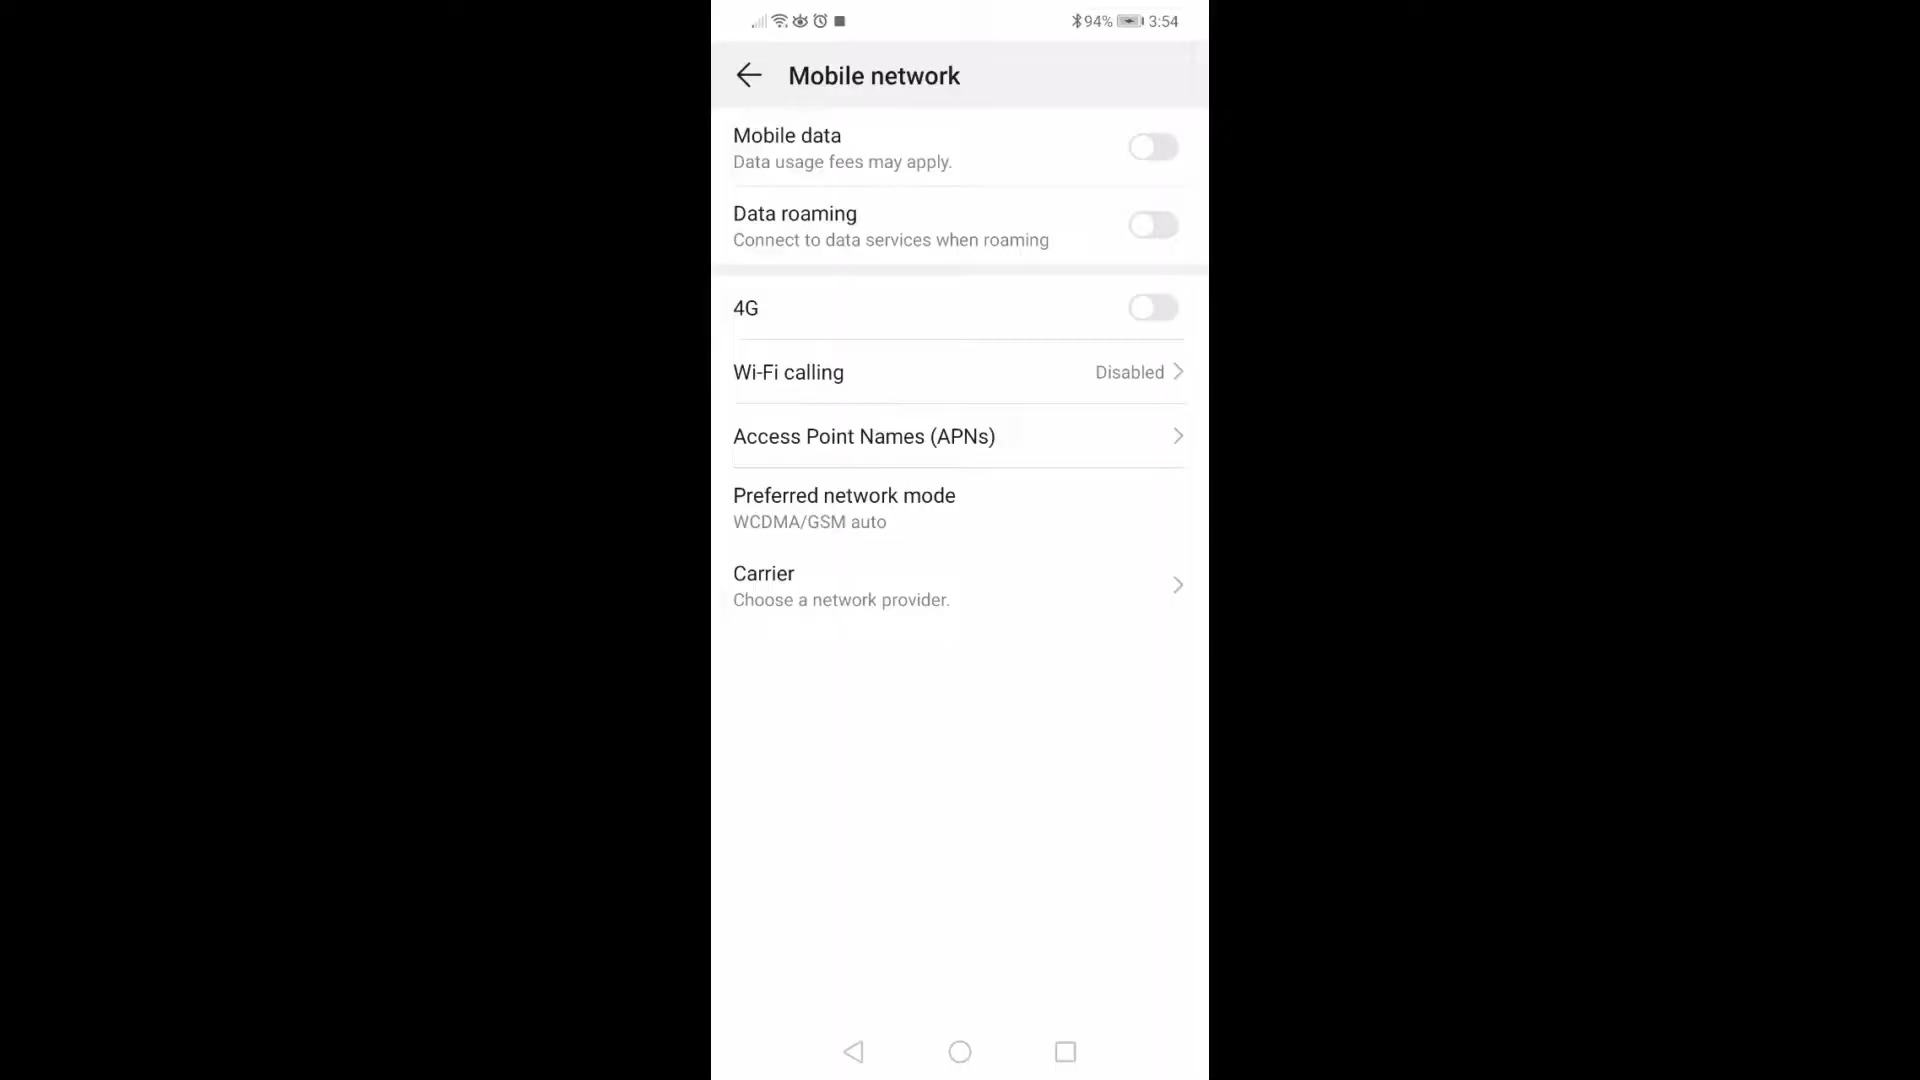 94% 3:54
Mobile network
Mobile data
Data usage fees may apply.
Data roaming
Connect to data services when roaming
4G
Wi-Fi calling Disabled
Access Point Names (APNs)
Preferred network mode
WCDMA/GSM auto
Carrier
Choose a network provider.